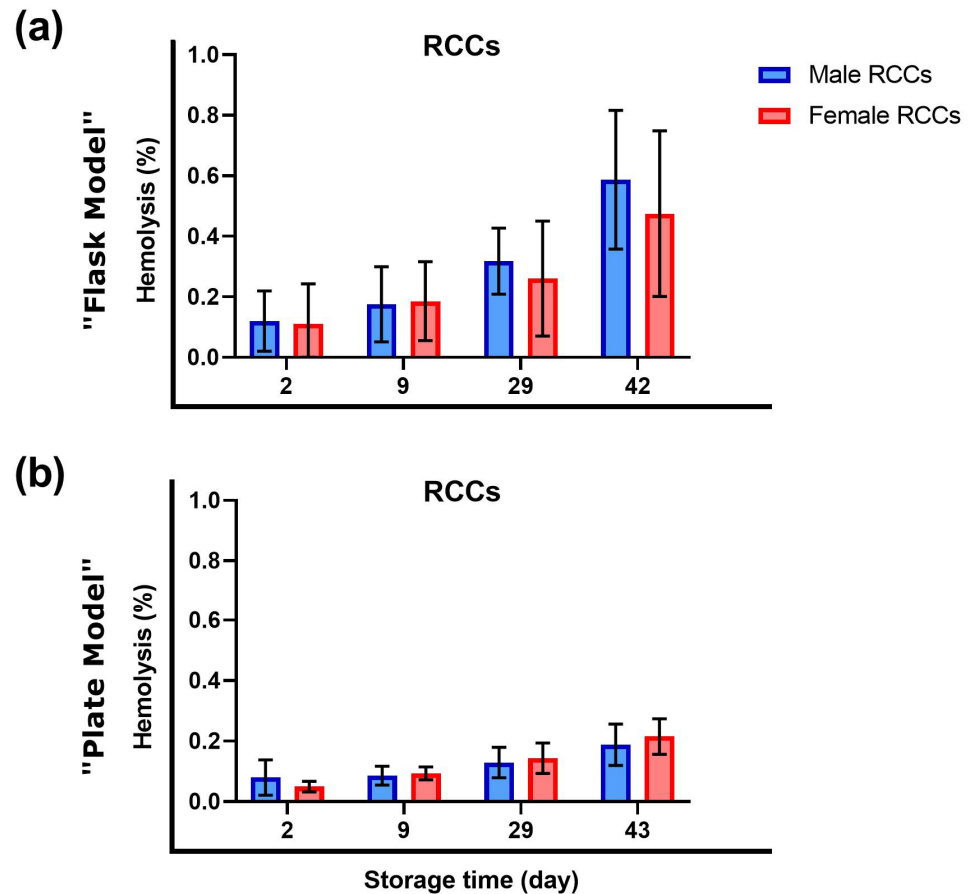 (a)
RCCs
Male RCCs
Female RCCs
"Flask Model"
Hemolysis (%)
1.0
0.8
0.6
0.4
0.2
0.0
2 9 29 42
(b)
RCCs
"Plate Model"
Hemolysis (%)
1.0
0.8
0.6
0.4
0.2
0.0
2 9 29 43
Storage time (day)